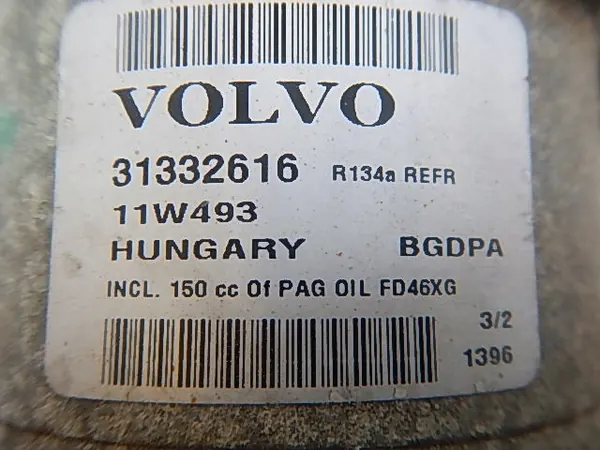 VOLVO
31332616 R134a REFR
11W493
HUNGARY BGDPA
INCL. 150 cc Of PAG OIL FD46XG
3/2
1396